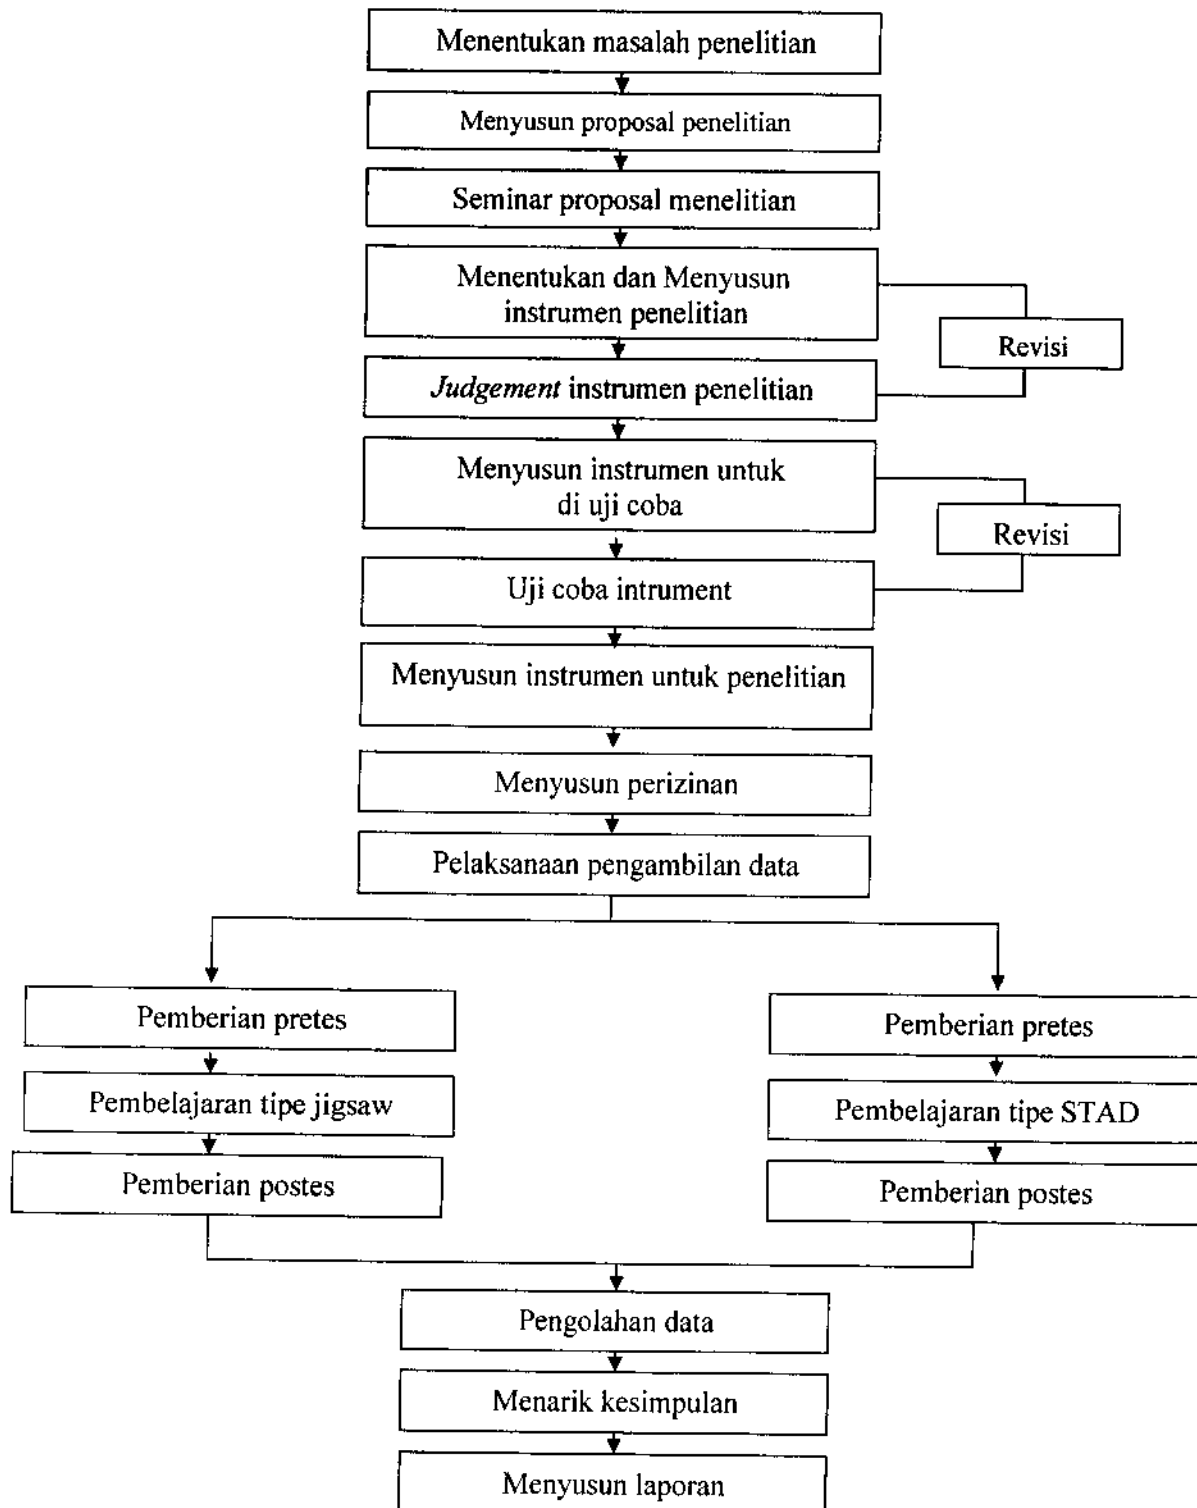 Menentukan masalah penelitian
Menyusun proposal penelitian
Seminar proposal menelitian
Menentukan dan Menyusun
instrumen penelitian
Revisi
Judgement instrumen penelitian
Menyusun instrumen untuk
di uji coba
Revisi
Uji coba intrument
Menyusun instrumen untuk penelitian
Menyusun perizinan
Pelaksanaan pengambilan data
Pemberian pretes
Pemberian pretes
Pembelajaran tipe jigsaw
Pembelajaran tipe STAD
Pemberian postes
Pemberian postes
Pengolahan data
Menarik kesimpulan
Menyusun laporan